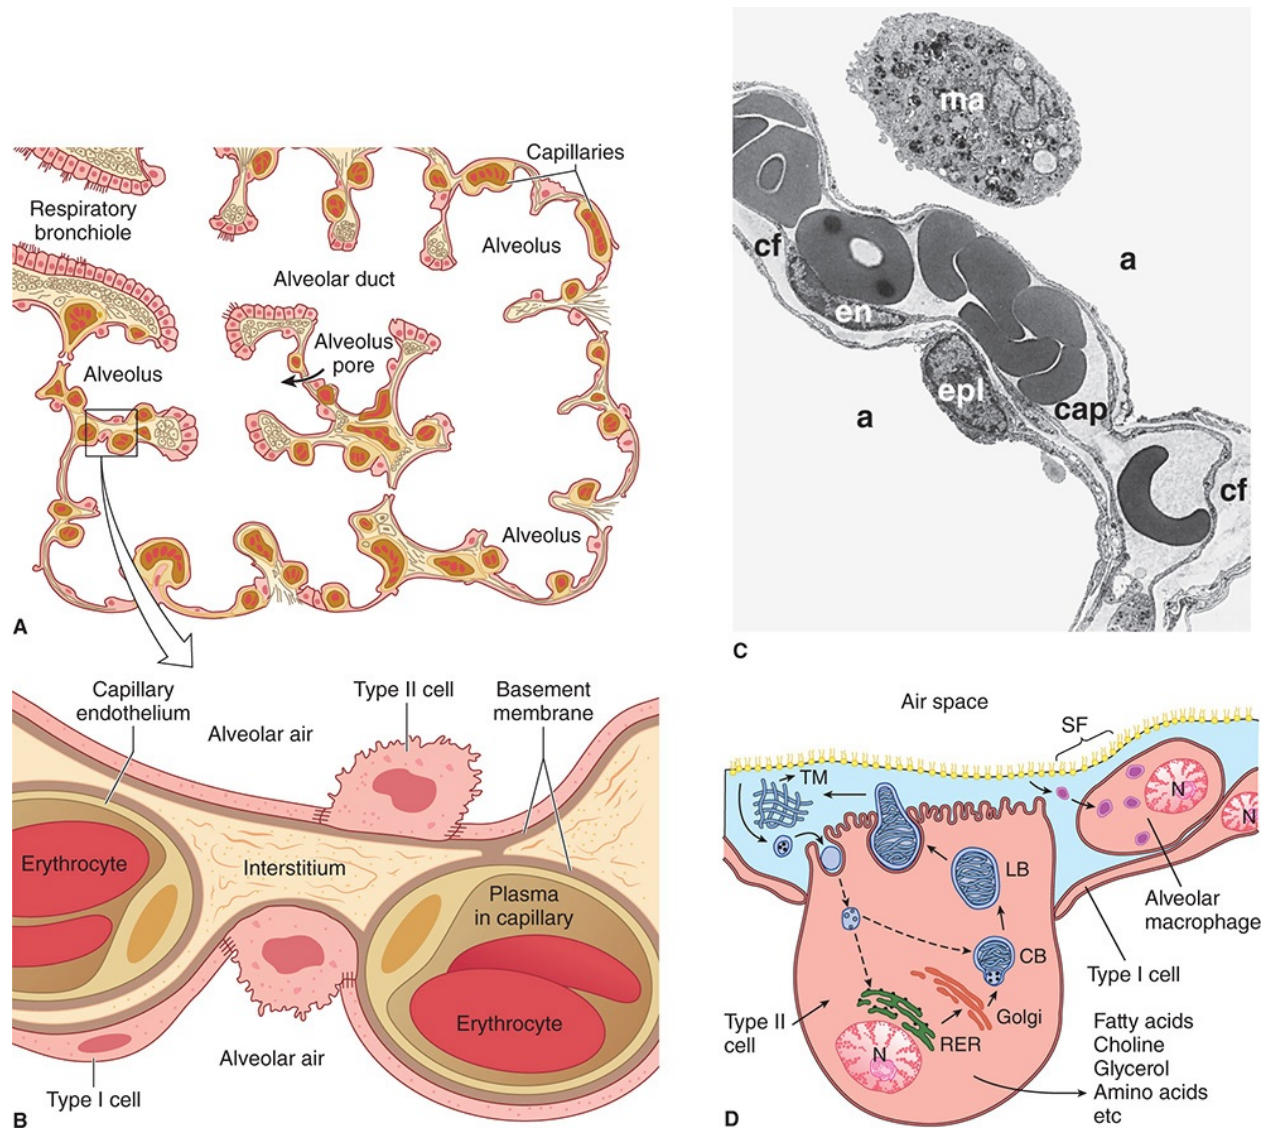 Capillaries
Respiratory
bronchiole
Alveolus
Alveolar duct
Alveolus
pore
Alveolus
Alveolus
A
ma
cf
a
en
epl
a
cap
cf
C
Capillary
endothelium
Type II cell
Basement
membrane
Alveolar air
Erythrocyte
Interstitium
Plasma
in capillary
Erythrocyte
Alveolar air
Type I cell
B
Air space
SF
TM
N
N
LB
Alveolar
macrophage
CB
Type I cell
Golgi
Type II
cell
RER
N
Fatty acids
Choline
Glycerol
Amino acids
etc
D